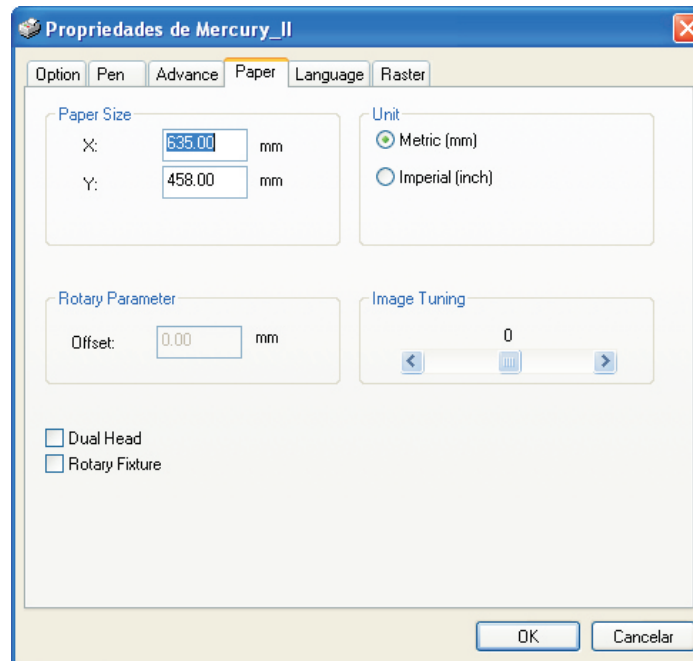 Propriedades de Mercury_II
Option Pen Advance Paper Language Raster
Paper Size
X: 635.00 mm
Y: 458.00 mm
Unit
Metric (mm)
Imperial (inch)
Rotary Parameter
Offset: 0.00 mm
Image Tuning
0
Dual Head
Rotary Fixture
OK Cancelar